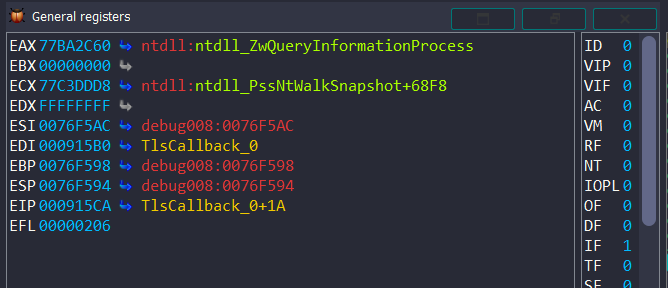 General registers
EAX 77BA2C60 ntdll:ntdll_ZwQueryInformationProcess
EBX 00000000
ECX 77C3DDD8 ntdll:ntdll_PssNtWalkSnapshot+68F8
EDX FFFFFFFF
ESI 0076F5AC debug008:0076F5AC
EDI 000915B0 TlsCallback_0
EBP 0076F598 debug008:0076F598
ESP 0076F594 debug008:0076F594
EIP 000915CA TlsCallback_0+1A
EFL 00000206
ID 0
VIP 0
VIF 0
AC 0
VM 0
RF 0
NT 0
IOPL 0
OF 0
DF 0
IF 1
TF 0
SF 0